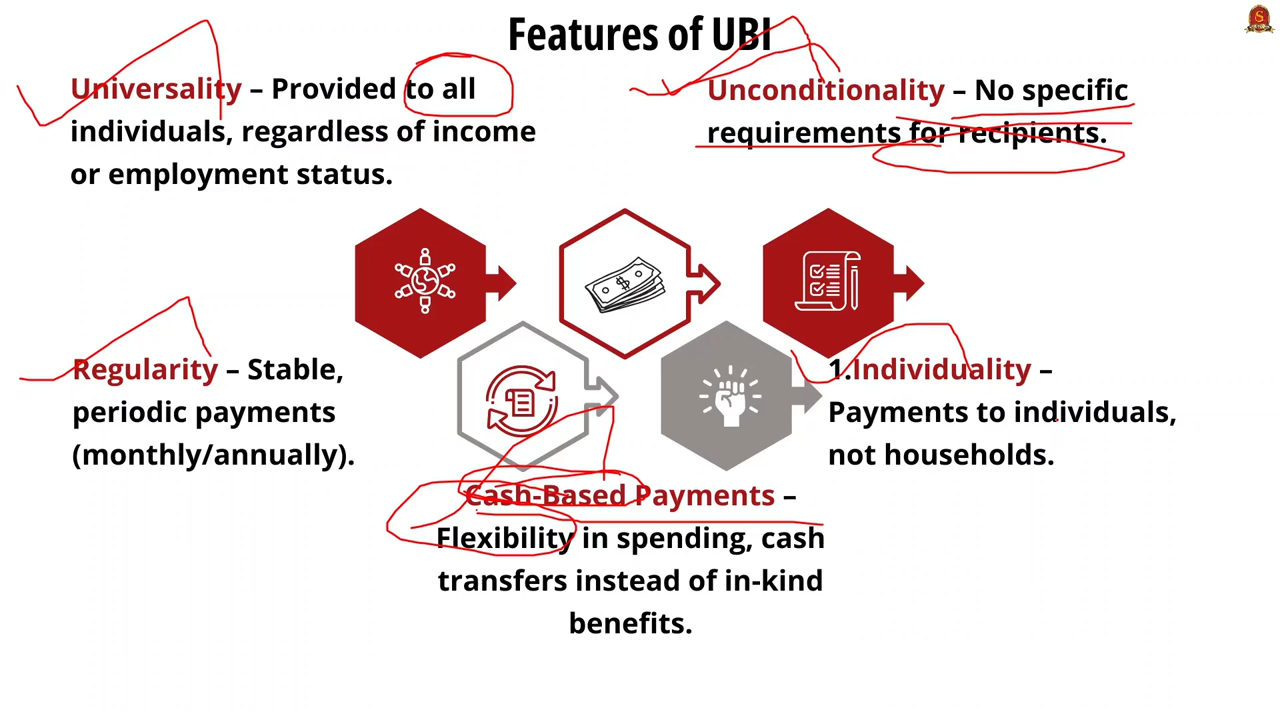 Features of UBI
Universality – Provided to all
individuals, regardless of income
or employment status.
Unconditionality – No specific
requirements for recipients.
Regularity – Stable,
periodic payments
(monthly/annually).
1.Individuality –
Payments to individuals,
not households.
Cash-Based Payments –
Flexibility in spending, cash
transfers instead of in-kind
benefits.